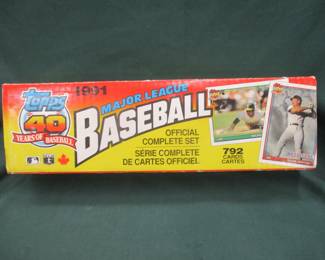 Topps
40
YEARS OF BASEBALL
1991
MAJOR LEAGUE
BASEBALL
OFFICIAL
COMPLETE SET
SÉRIE COMPLETE
DE CARTES OFFICIEL
792
CARDS
CARTES